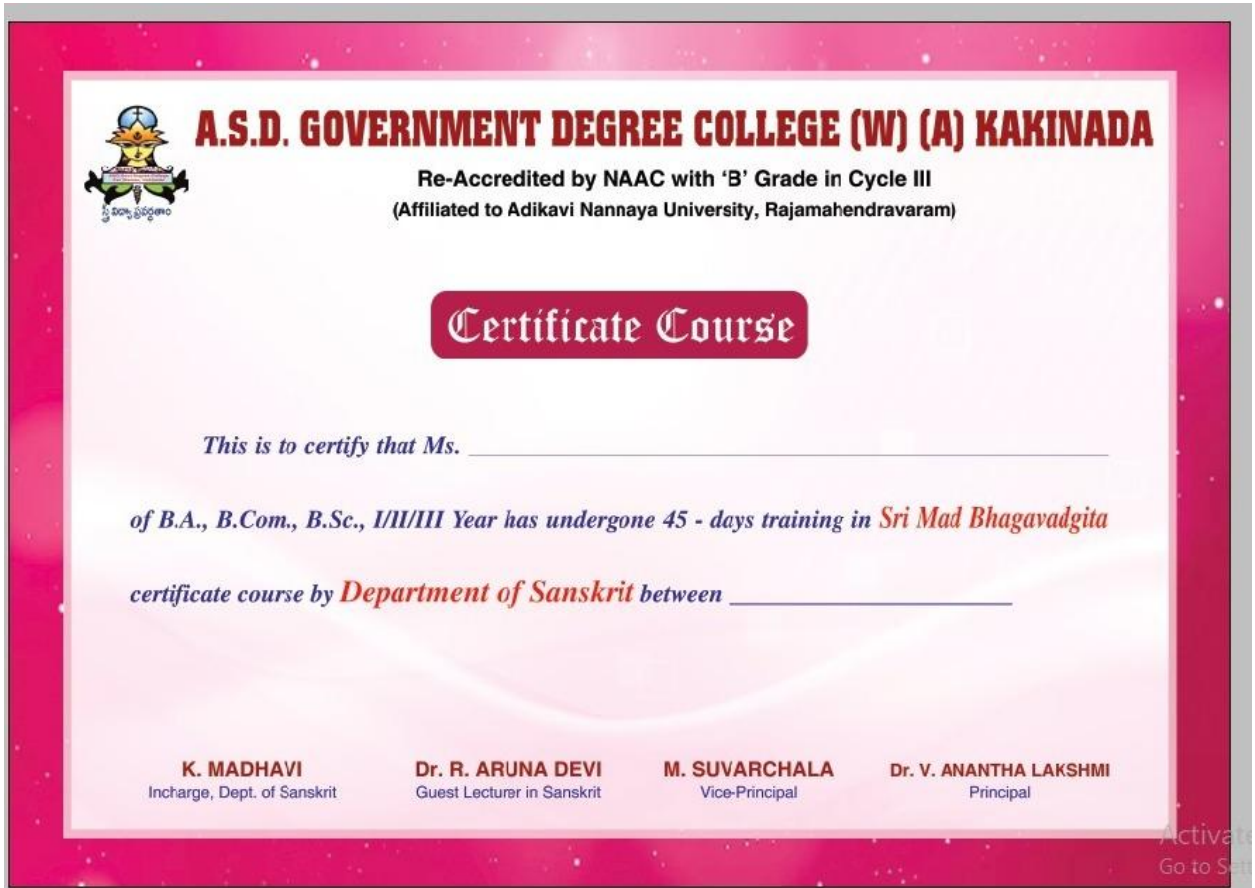 A.S.D. GOVERNMENT DEGREE COLLEGE (W) (A) KAKINADA
Re-Accredited by NAAC with ‘B’ Grade in Cycle III
(Affiliated to Adikavi Nannaya University, Rajamahendravaram)
స్త్రీ విద్యా ప్రవర్ధతాం
Certificate Course
This is to certify that Ms.
of B.A., B.Com., B.Sc., I/II/III Year has undergone 45 - days training in Sri Mad Bhagavadgita
certificate course by Department of Sanskrit between
K. MADHAVI
Incharge, Dept. of Sanskrit
Dr. R. ARUNA DEVI
Guest Lecturer in Sanskrit
M. SUVARCHALA
Vice-Principal
Dr. V. ANANTHA LAKSHMI
Principal
Activate
Go to